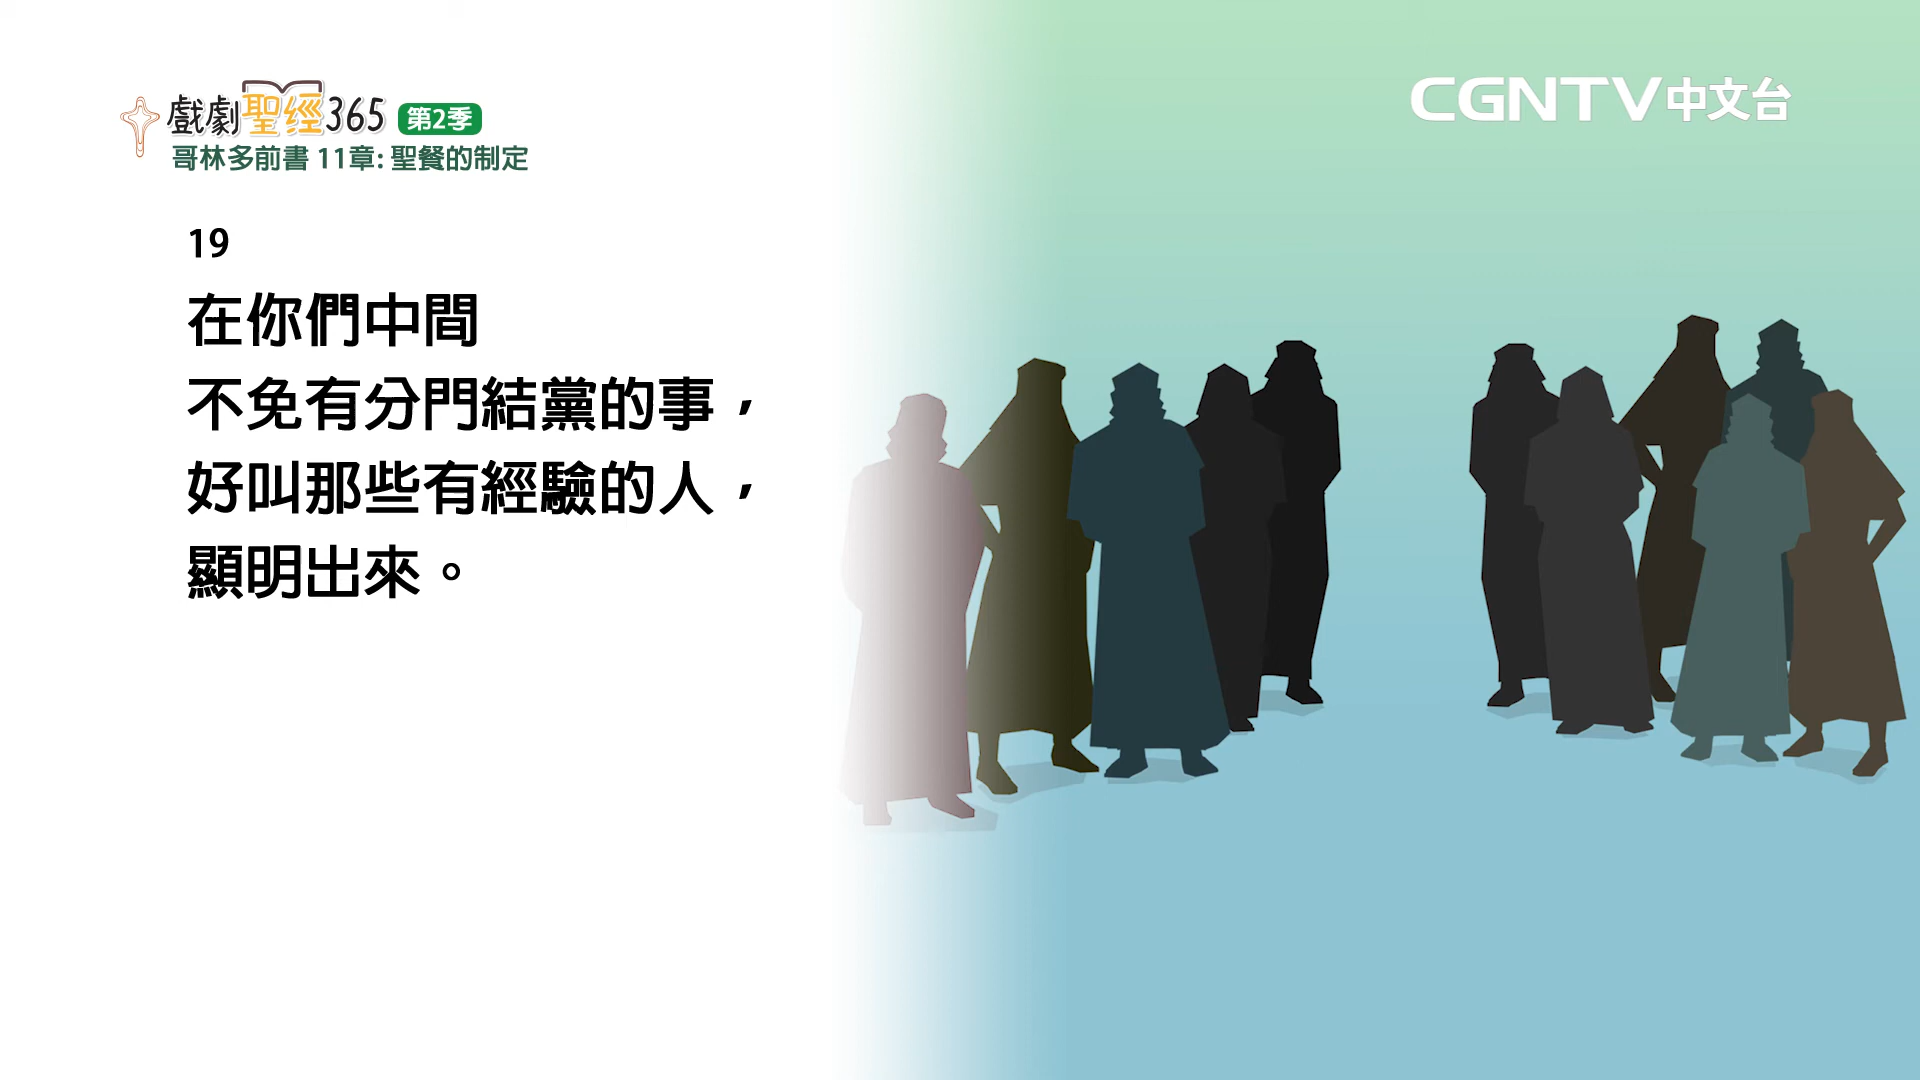 戲劇聖經365 第2季
CGNTV中文台
哥林多前書 11章: 聖餐的制定
19
在你們中間
不免有分門結黨的事，
好叫那些有經驗的人，
顯明出來。